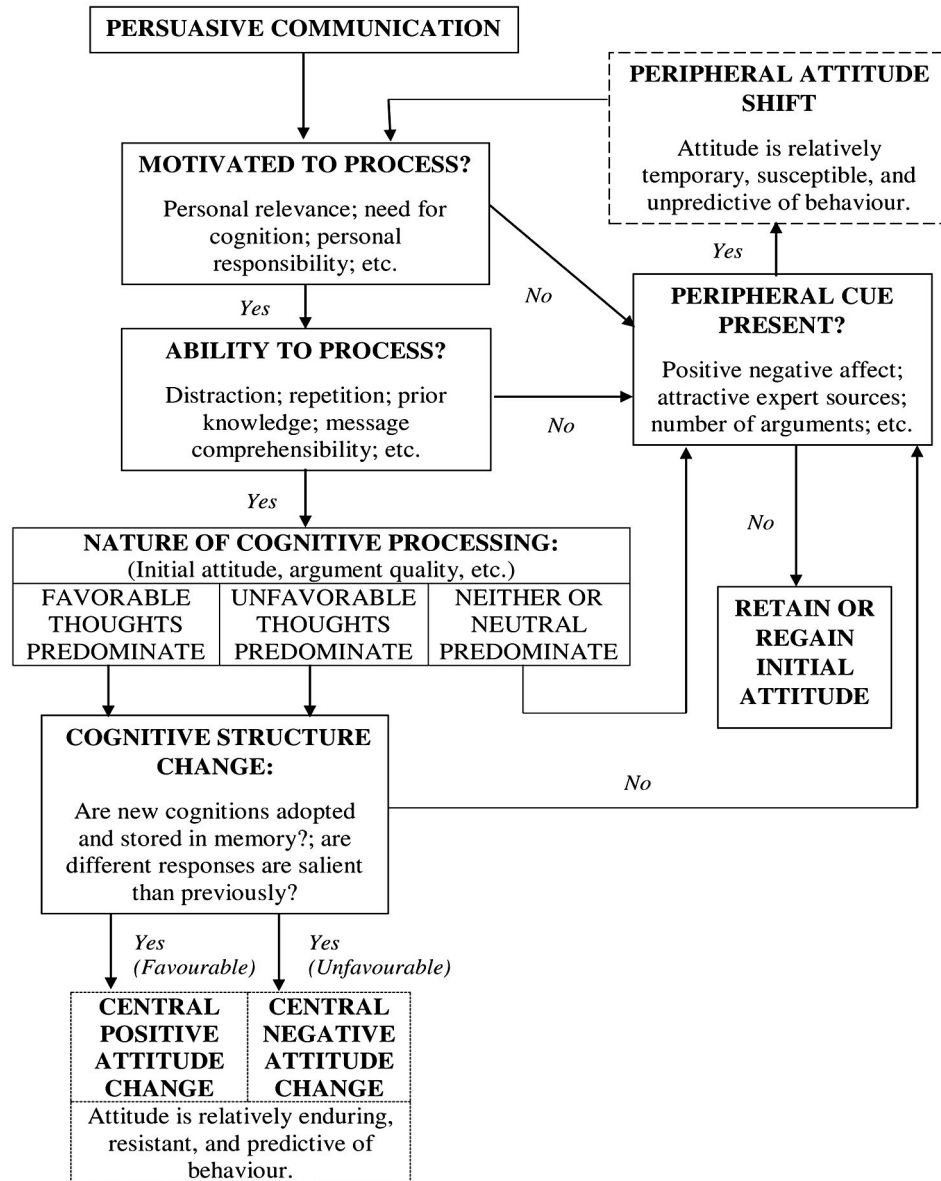 PERSUASIVE COMMUNICATION
PERIPHERAL ATTITUDE
SHIFT
Attitude is relatively
temporary, susceptible, and
unpredictive of behaviour.
MOTIVATED TO PROCESS?
Personal relevance; need for
cognition; personal
responsibility; etc.
Yes
No
Yes
PERIPHERAL CUE
PRESENT?
Positive negative affect;
attractive expert sources;
number of arguments; etc.
ABILITY TO PROCESS?
Distraction; repetition; prior
knowledge; message
comprehensibility; etc.
No
Yes
No
NATURE OF COGNITIVE PROCESSING:
(Initial attitude, argument quality, etc.)
FAVORABLE
THOUGHTS
PREDOMINATE
UNFAVORABLE
THOUGHTS
PREDOMINATE
NEITHER OR
NEUTRAL
PREDOMINATE
RETAIN OR
REGAIN
INITIAL
ATTITUDE
COGNITIVE STRUCTURE
CHANGE:
Are new cognitions adopted
and stored in memory?; are
different responses are salient
than previously?
No
Yes
(Favourable)
Yes
(Unfavourable)
CENTRAL
POSITIVE
ATTITUDE
CHANGE
CENTRAL
NEGATIVE
ATTITUDE
CHANGE
Attitude is relatively enduring,
resistant, and predictive of
behaviour.